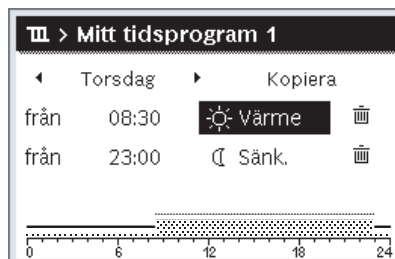 > Mitt tidsprogram 1
Torsdag Kopiera
från 08:30 Värme
från 23:00 Sänk.
0 6 12 18 24